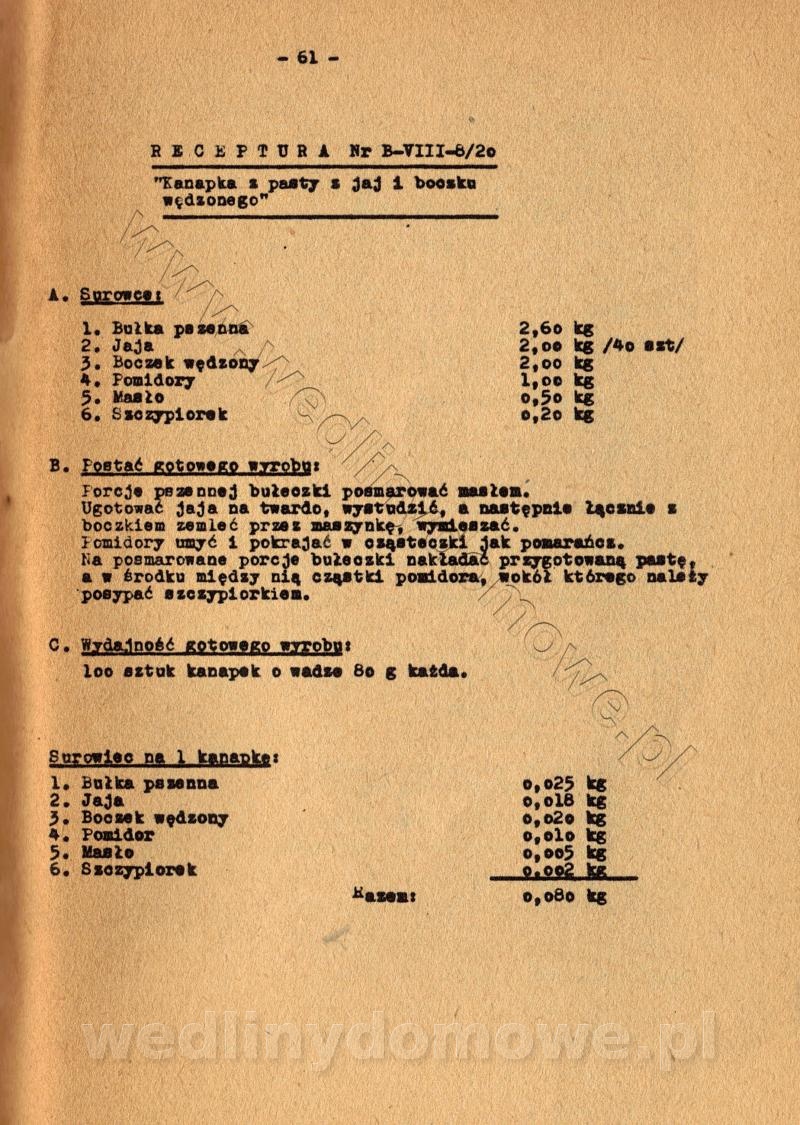 - 61 -
R E C E P T U R A Nr B-VIII-8/2o
"Kanapka z pasty z jaj i boczku
wędzonego"
A. Surowce:
1. Bułka pszenna 2,6o kg
2. Jaja 2,oo kg /4o szt/
3. Boczek wędzony 2,oo kg
4. Pomidory 1,oo kg
5. Masło o,5o kg
6. Szczypiorek o,2o kg
B. Postać gotowego wyrobu:
Porcje pszennej bułeczki posmarować masłem.
Ugotować jaja na twardo, wystudzić, a następnie łącznie z
boczkiem zemleć przez maszynkę, wymieszać.
Pomidory umyć i pokrajać w cząsteczki jak pomarańcz.
Na posmarowane porcje bułeczki nakładać przygotowaną pastę,
a w środku między nią cząstki pomidora, wokół którego należy
posypać szczypiorkiem.
C. Wydajność gotowego wyrobu:
loo sztuk kanapek o wadze 8o g każda.
Surowiec na l kanapkę:
1. Bułka pszenna o,o25 kg
2. Jaja o,o18 kg
3. Boczek wędzony o,o2o kg
4. Pomidor o,olo kg
5. Masło o,oo5 kg
6. Szczypiorek o.oo2 kg
Razem: o,o8o kg
www.wedlinydomowe.pl
wedlinydomowe.pl